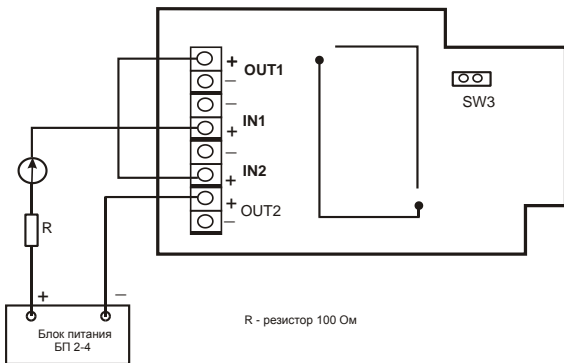 +
OUT1
–
–
IN1
+
–
IN2
+
+
OUT2
–
SW3
R
+
–
Блок питания
БП 2-4
R - резистор 100 Ом